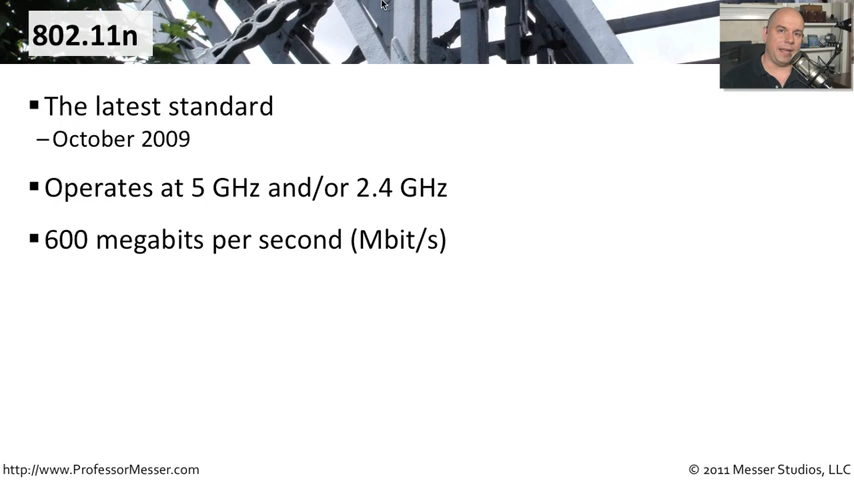 802.11n
▪ The latest standard
– October 2009
▪ Operates at 5 GHz and/or 2.4 GHz
▪ 600 megabits per second (Mbit/s)
http://www.ProfessorMesser.com
© 2011 Messer Studios, LLC